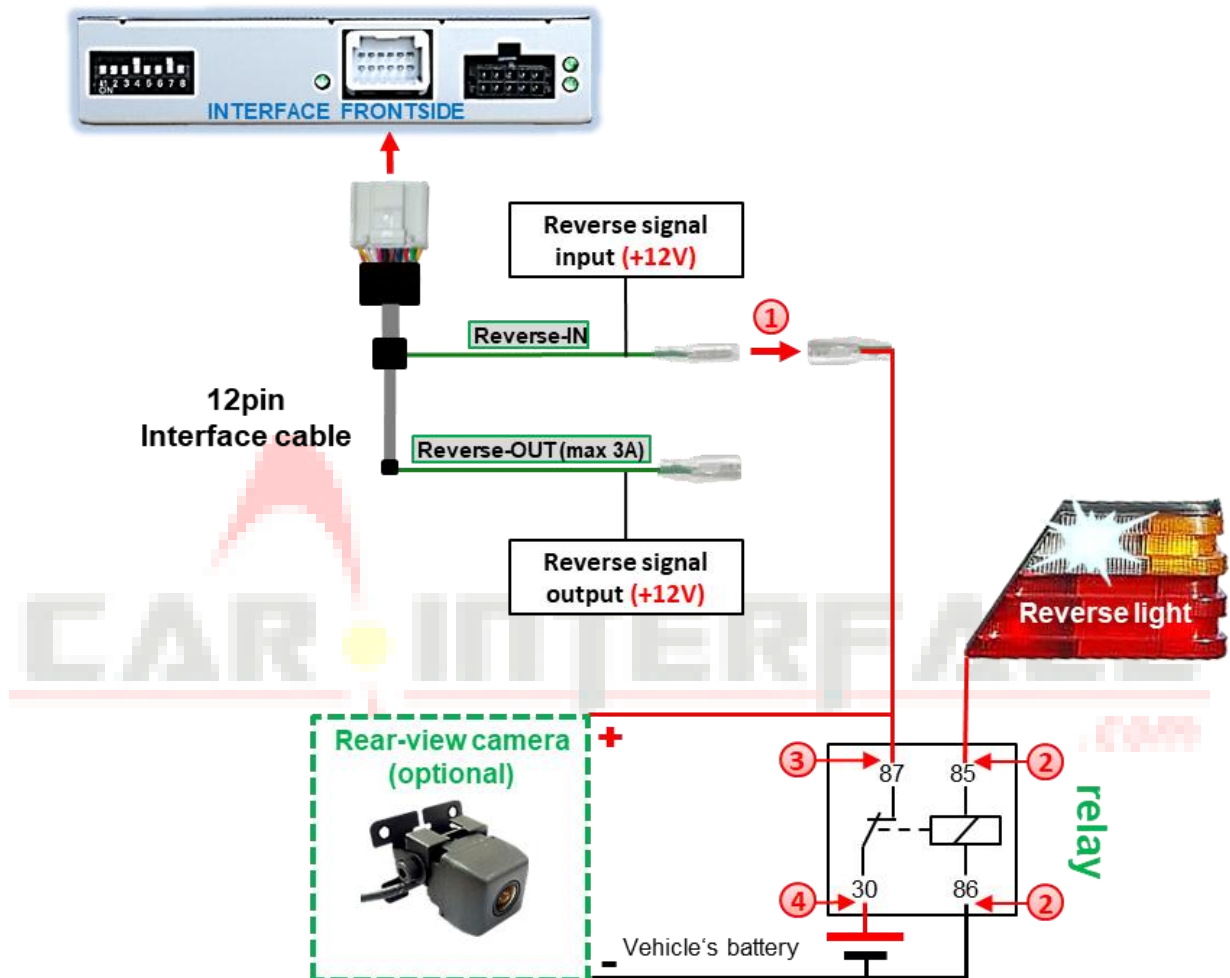 1 2 3 4 5 6 7 8
ON
INTERFACE FRONTSIDE
Reverse signal
input (+12V)
1
Reverse-IN
12pin
Interface cable
Reverse-OUT (max 3A)
Reverse signal
output (+12V)
Reverse light
CAR INTERFACE
.com
Rear-view camera
(optional)
+
3
87
85
2
relay
4
30
86
2
-
Vehicle‘s battery